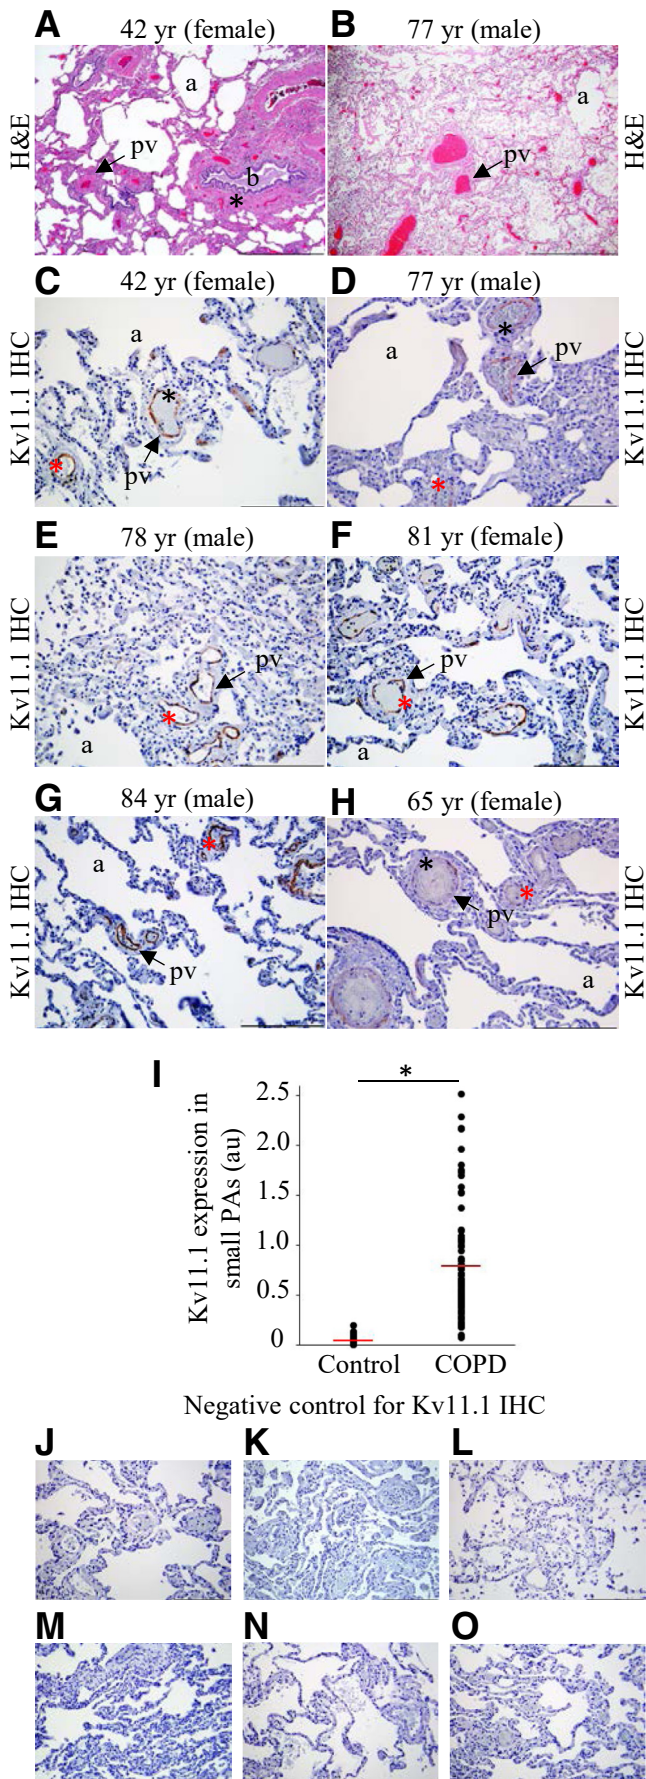 A 42 yr (female) B 77 yr (male)
H&E a pv b * a pv H&E
C 42 yr (female) D 77 yr (male)
Kv11.1 IHC a * pv * a * pv * Kv11.1 IHC
E 78 yr (male) F 81 yr (female)
Kv11.1 IHC pv * a pv * a Kv11.1 IHC
G 84 yr (male) H 65 yr (female)
Kv11.1 IHC a * pv * * pv a Kv11.1 IHC
I
*
Kv11.1 expression in
small PAs (au)
2.5
1.5
1.0
0.5
0
Control COPD
Negative control for Kv11.1 IHC
J K L
M N O